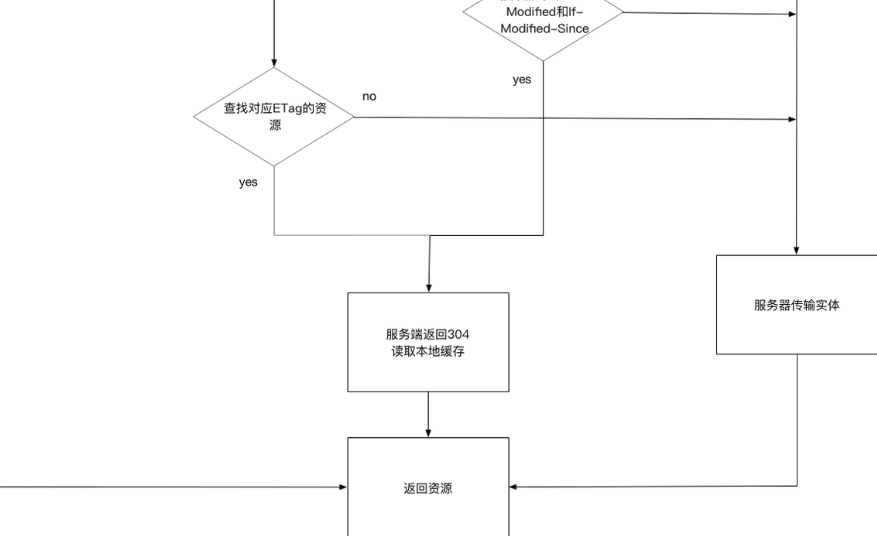 Modified和If-
Modified-Since
yes
no
查找对应ETag的资
源
yes
服务器传输实体
服务端返回304
读取本地缓存
返回资源